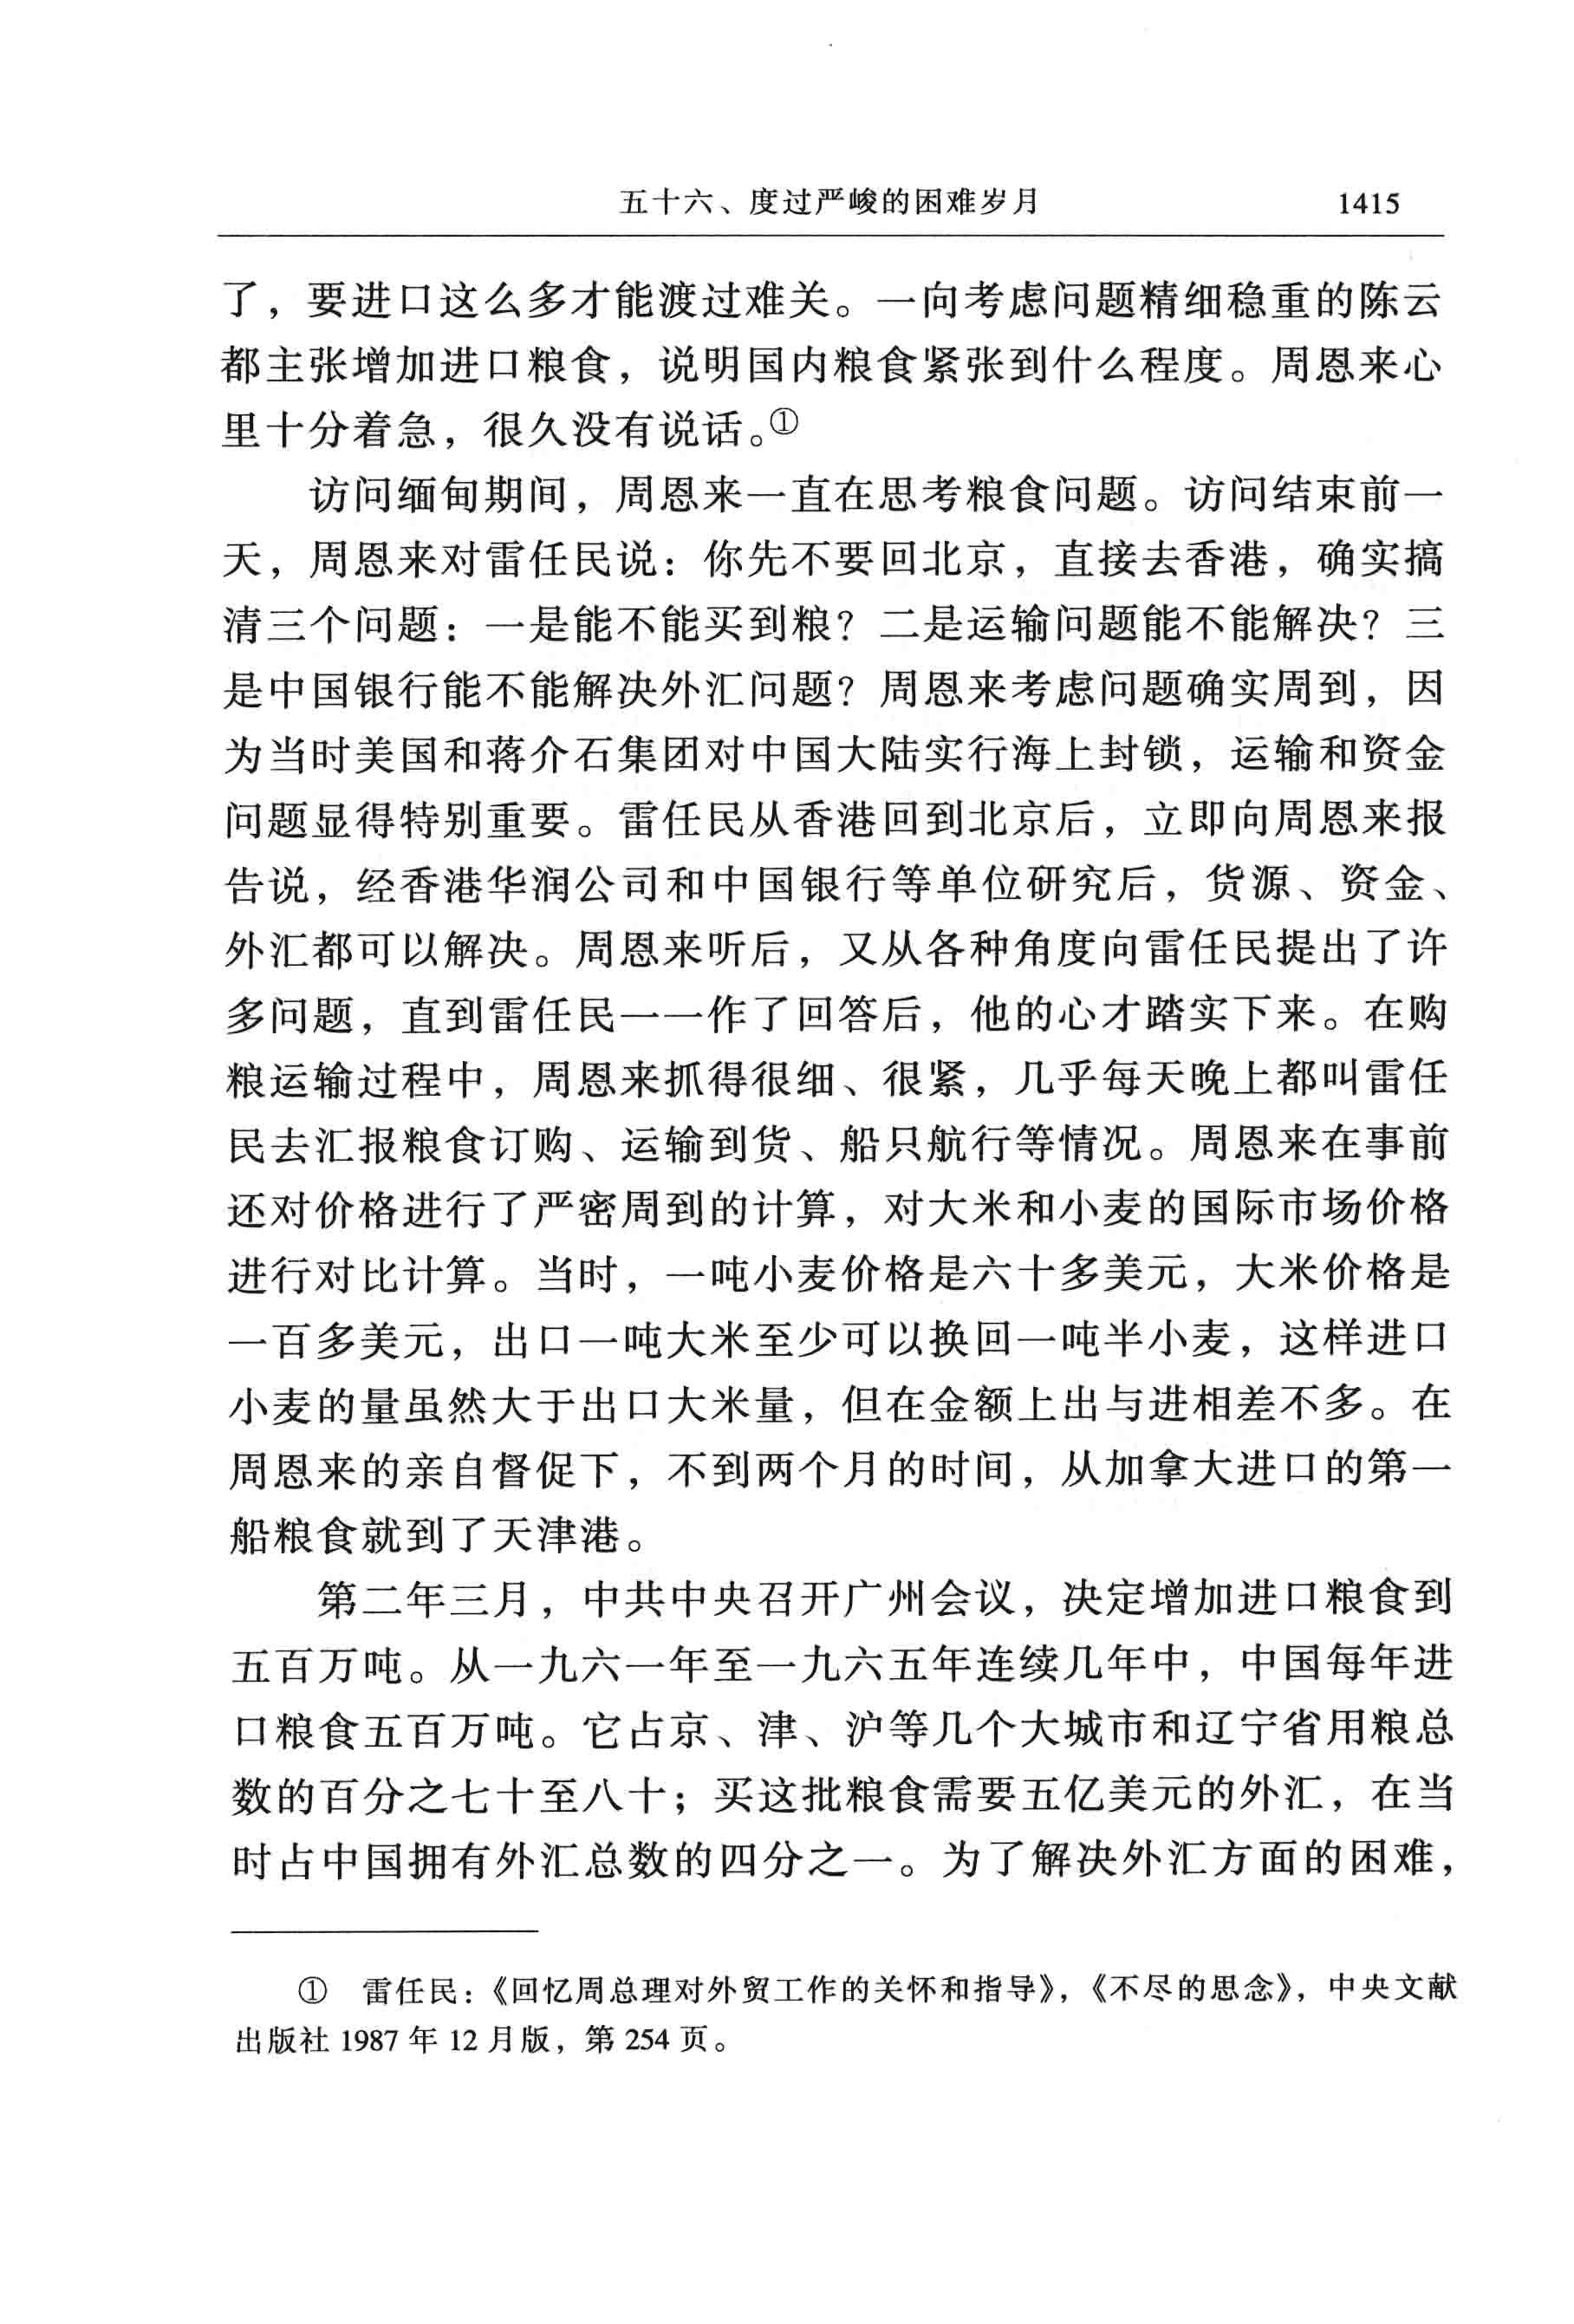 五十六、度过严峻的困难岁月 1415
了，要进口这么多才能渡过难关。一向考虑问题精细稳重的陈云
都主张增加进口粮食，说明国内粮食紧张到什么程度。周恩来心
里十分着急，很久没有说话。①
访问缅甸期间，周恩来一直在思考粮食问题。访问结束前一
天，周恩来对雷任民说：你先不要回北京，直接去香港，确实搞
清三个问题：一是能不能买到粮？二是运输问题能不能解决？三
是中国银行能不能解决外汇问题？周恩来考虑问题确实周到，因
为当时美国和蒋介石集团对中国大陆实行海上封锁，运输和资金
问题显得特别重要。雷任民从香港回到北京后，立即向周恩来报
告说，经香港华润公司和中国银行等单位研究后，货源、资金、
外汇都可以解决。周恩来听后，又从各种角度向雷任民提出了许
多问题，直到雷任民一一作了回答后，他的心才踏实下来。在购
粮运输过程中，周恩来抓得很细、很紧，几乎每天晚上都叫雷任
民去汇报粮食订购、运输到货、船只航行等情况。周恩来在事前
还对价格进行了严密周到的计算，对大米和小麦的国际市场价格
进行对比计算。当时，一吨小麦价格是六十多美元，大米价格是
一百多美元，出口一吨大米至少可以换回一吨半小麦，这样进口
小麦的量虽然大于出口大米量，但在金额上出与进相差不多。在
周恩来的亲自督促下，不到两个月的时间，从加拿大进口的第一
船粮食就到了天津港。
第二年三月，中共中央召开广州会议，决定增加进口粮食到
五百万吨。从一九六一年至一九六五年连续几年中，中国每年进
口粮食五百万吨。它占京、津、沪等几个大城市和辽宁省用粮总
数的百分之七十至八十；买这批粮食需要五亿美元的外汇，在当
时占中国拥有外汇总数的四分之一。为了解决外汇方面的困难，
① 雷任民：《回忆周总理对外贸工作的关怀和指导》，《不尽的思念》，中央文献
出版社 1987 年 12 月版，第 254 页。